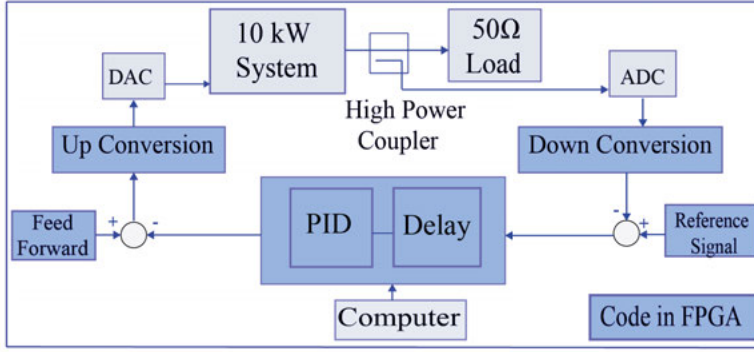 10 kW
System
50Ω
Load
DAC
ADC
High Power
Coupler
Up Conversion
Down Conversion
PID
Delay
Feed
Forward
+
-
-
+
Reference
Signal
Computer
Code in FPGA